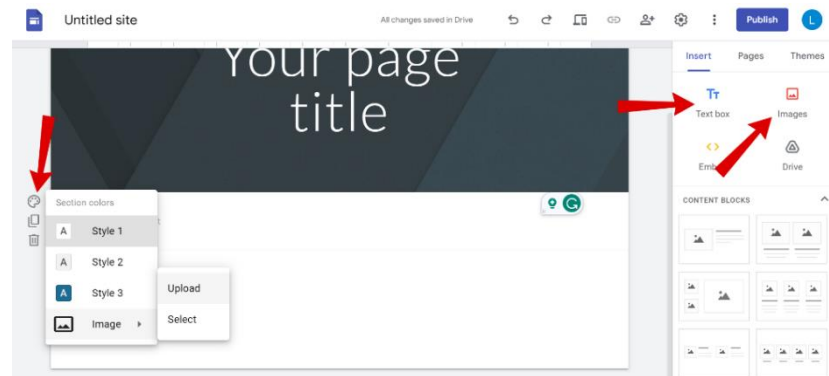 Untitled site
All changes saved in Drive
Publish
L
Your page
title
Insert
Pages
Themes
Text box
Images
Drive
CONTENT BLOCKS
Section colors
A Style 1
A Style 2
A Style 3
Image
Upload
Select